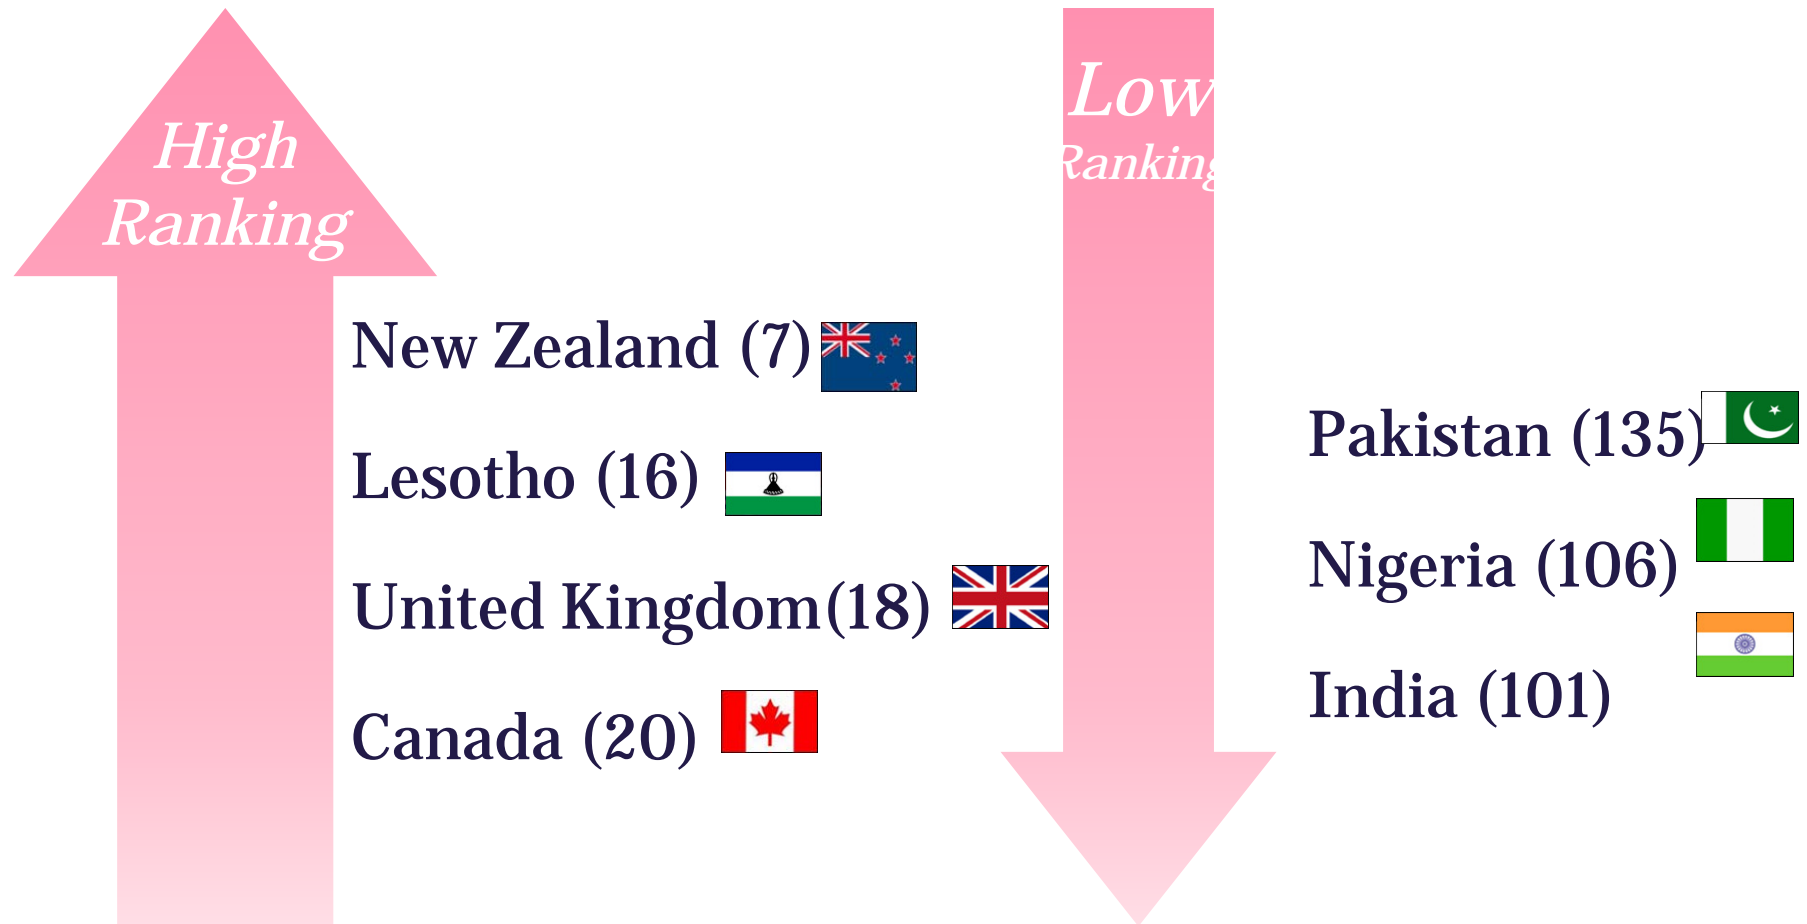 High
Ranking
New Zealand (7)
Lesotho (16)
United Kingdom(18)
Canada (20)
Low
Ranking
Pakistan (135)
Nigeria (106)
India (101)